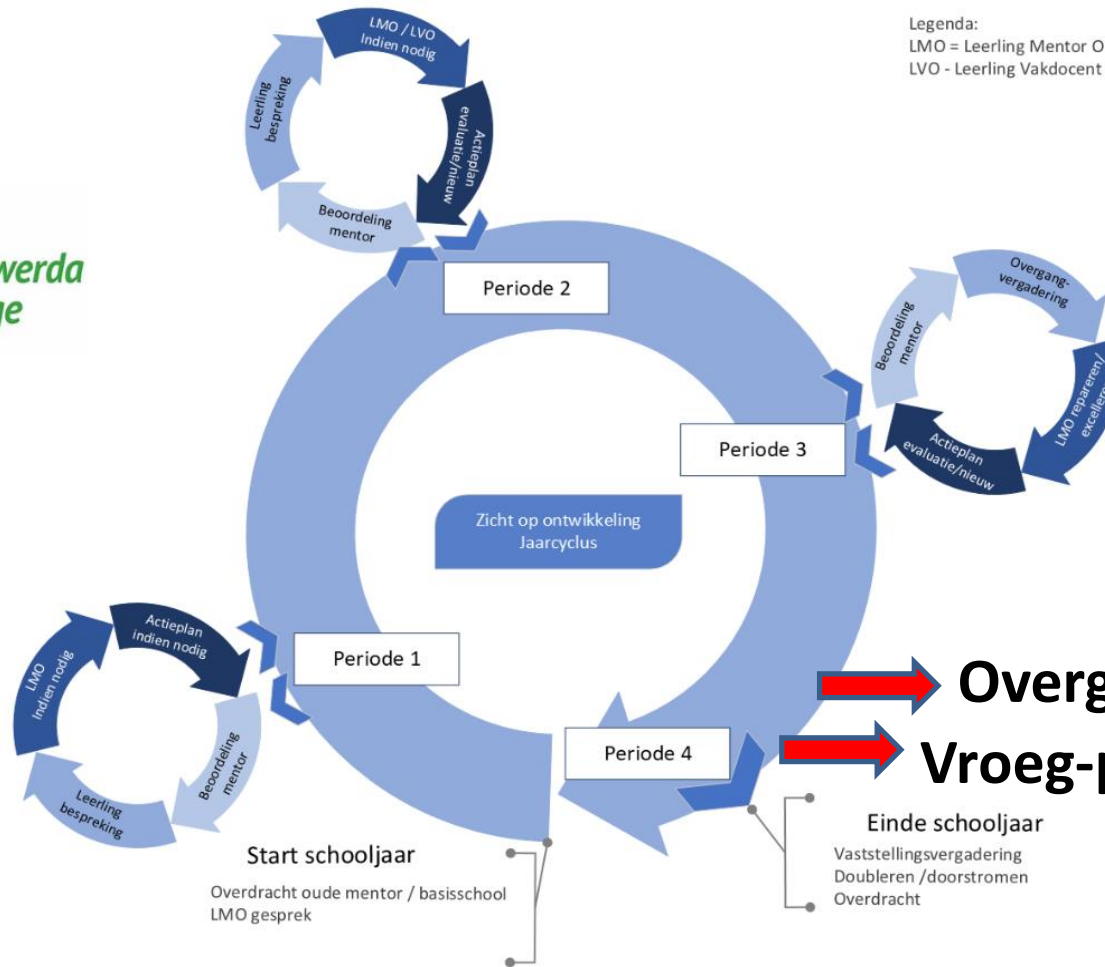 Legenda:
LMO = Leerling Mentor O
LVO - Leerling Vakdocent
LMO / LVO
Indien nodig
Actieplan
evaluatie/nieuw
Beoordeling
mentor
Leerling
bespreking
werda
Periode 2
Overgang-
vergadering
LMO repareren/
Actieplan
evaluatie/nieuw
Beoordeling
mentor
Periode 3
Zicht op ontwikkeling
Jaarcyclus
Actieplan
indien nodig
Beoordeling
mentor
Leerling
bespreking
LMO
Indien nodig
Periode 1
Periode 4
Overg
Vroeg-p
Start schooljaar
Overdracht oude mentor / basisschool
LMO gesprek
Einde schooljaar
Vaststellingsvergadering
Doubleren /doorstromen
Overdracht